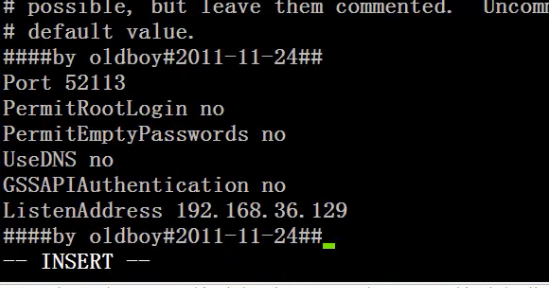 # possible, but leave them commented.  Uncomm
# default value.
####by oldboy#2011-11-24##
Port 52113
PermitRootLogin no
PermitEmptyPasswords no
UseDNS no
GSSAPIAuthentication no
ListenAddress 192.168.36.129
####by oldboy#2011-11-24##
-- INSERT --